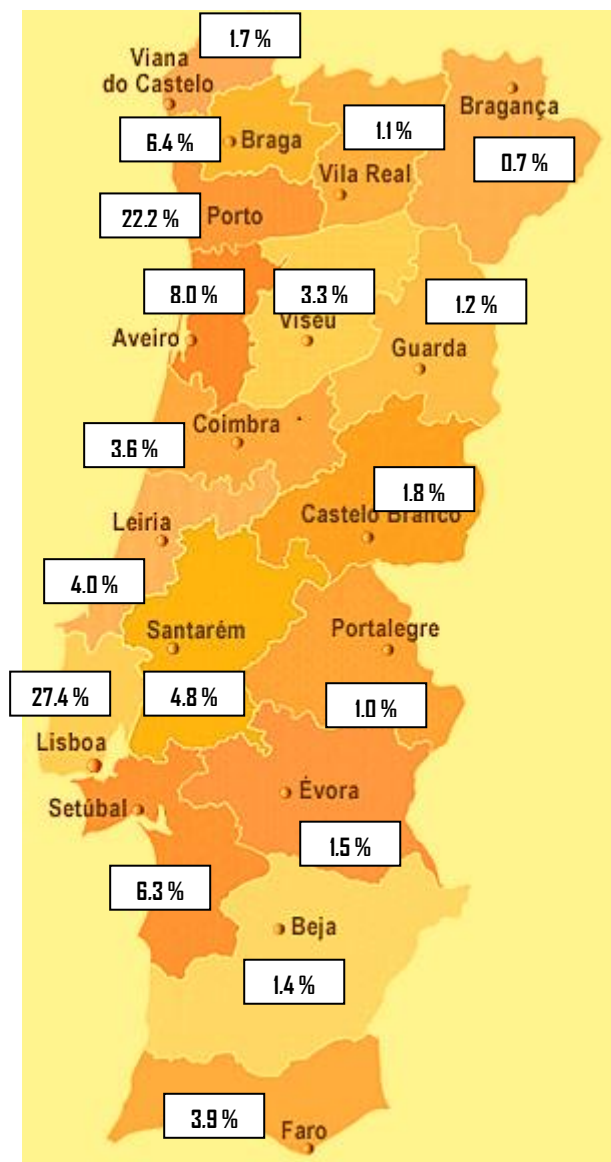 1.7 %
Viana
do Castelo
Bragança
6.4 %
Braga
1.1 %
0.7 %
Vila Real
22.2 %
Porto
8.0 %
3.3 %
1.2 %
Aveiro
Viseu
Guarda
Coimbra
3.6 %
1.8 %
Leiria
Castelo Branco
4.0 %
Santarém
Portalegre
27.4 %
4.8 %
1.0 %
Lisboa
Setúbal
Évora
1.5 %
6.3 %
Beja
1.4 %
3.9 %
Faro